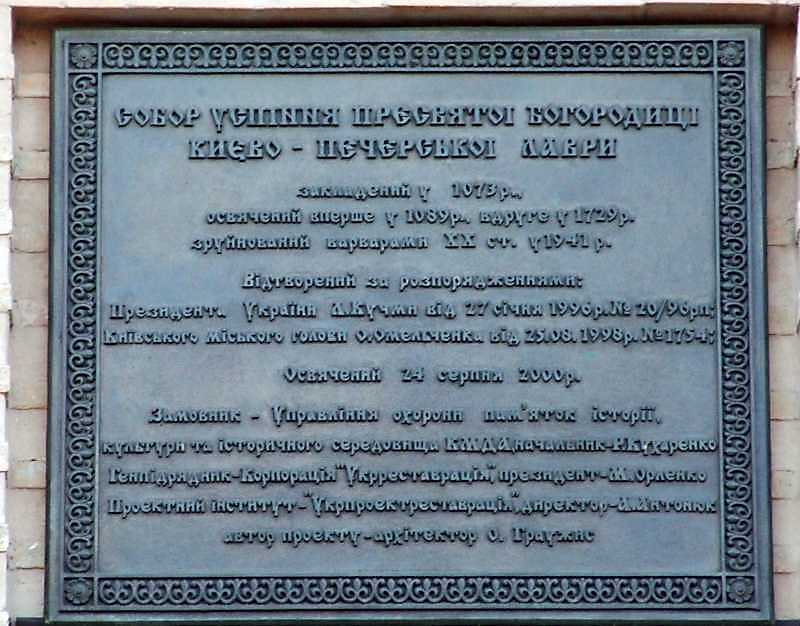 СОБОР УСПІННЯ ПРЕСВЯТОЇ БОГОРОДИЦІ
КИЄВО - ПЕЧЕРСЬКОЇ ЛАВРИ
закладений у 1073р.,
освячений вперше у 1089р., вдруге у 1729р.
зруйнований варварами XX ст. у 1941 р.
Відтворений за розпорядженнями:
Президента України Л.Кучми від 27 січня 1996р.№ 20/96рп;
Київського міського голови О.Омельченка від 25.08. 1998р.№1754;
Освячений 24 серпня 2000р.
Замовник - Управління охорони пам'яток історії,
культури та історичного середовища КМДА, начальник-Р.Кухаренко
Генпідрядник-Корпорація "Укрреставрація", президент-М.Орленко
Проектний інститут-"Укрпроектреставрація", директор-А.Антонюк
автор проекту-архітектор О. Граужис